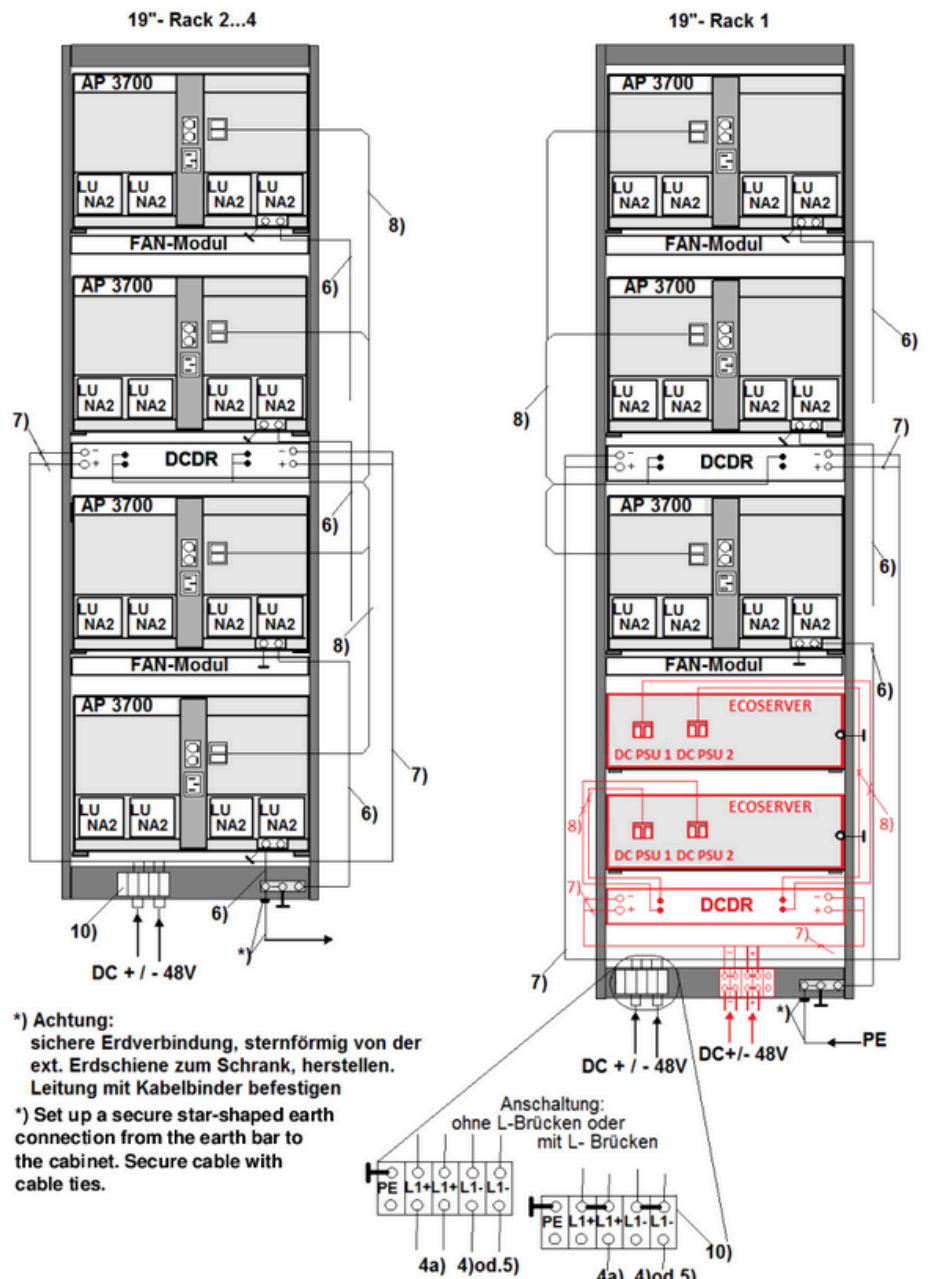 19"- Rack 2...4
AP 3700
LU NA2
LU NA2
LU NA2
LU NA2
FAN-Modul
8)
6)
AP 3700
LU NA2
LU NA2
LU NA2
LU NA2
7)
- + DCDR - +
6)
AP 3700
LU NA2
LU NA2
LU NA2
LU NA2
8)
FAN-Modul
AP 3700
7)
6)
LU NA2
LU NA2
LU NA2
LU NA2
10)
6)
*)
DC + / - 48V
19"- Rack 1
AP 3700
LU NA2
LU NA2
LU NA2
LU NA2
FAN-Modul
6)
AP 3700
LU NA2
LU NA2
LU NA2
LU NA2
8)
7)
- + DCDR - +
AP 3700
6)
LU NA2
LU NA2
LU NA2
LU NA2
FAN-Modul
6)
ECOSERVER
DC PSU 1 DC PSU 2
ECOSERVER
8)
8)
DC PSU 1 DC PSU 2
7)
- + DCDR - +
7)
7)
- +
- +
*)
PE
DC + / - 48V
DC+/- 48V
*) Achtung:
sichere Erdverbindung, sternförmig von der
ext. Erdschiene zum Schrank, herstellen.
Leitung mit Kabelbinder befestigen
*) Set up a secure star-shaped earth
connection from the earth bar to
the cabinet. Secure cable with
cable ties.
Anschaltung:
ohne L-Brücken oder
mit L- Brücken
PE L1+ L1+ L1- L1-
4a) 4)od.5)
PE L1+ L1+ L1- L1-
10)
4a) 4)od.5)